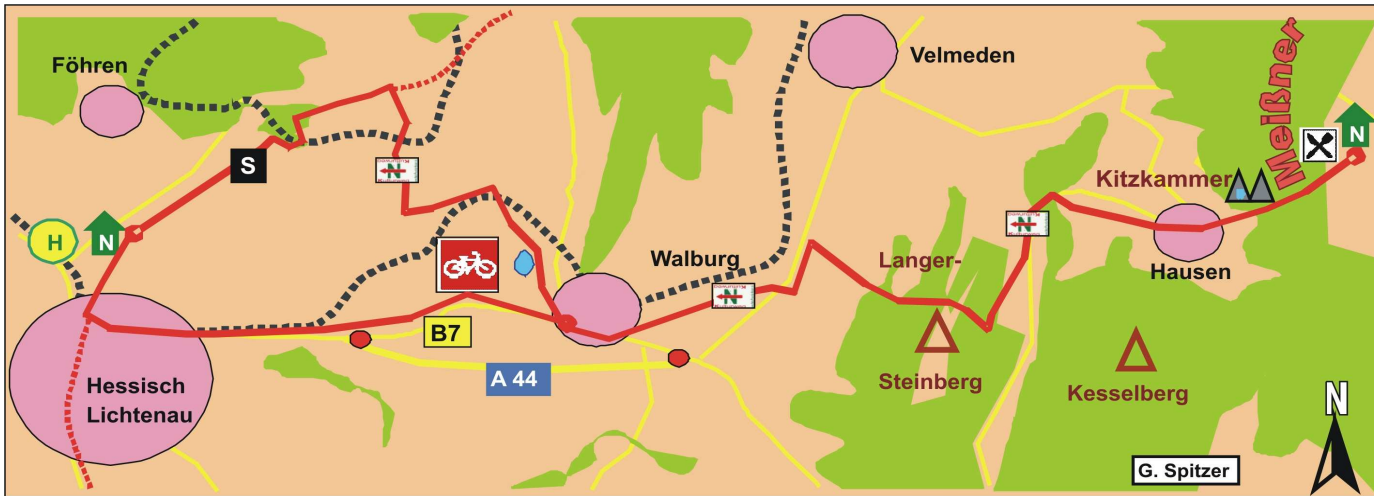 Föhren
Velmeden
Meißner
N
S
Kitzkammer
H
N
Walburg
Langer-
Hausen
B7
A 44
Steinberg
Kesselberg
Hessisch
Lichtenau
N
N
N
N
G. Spitzer